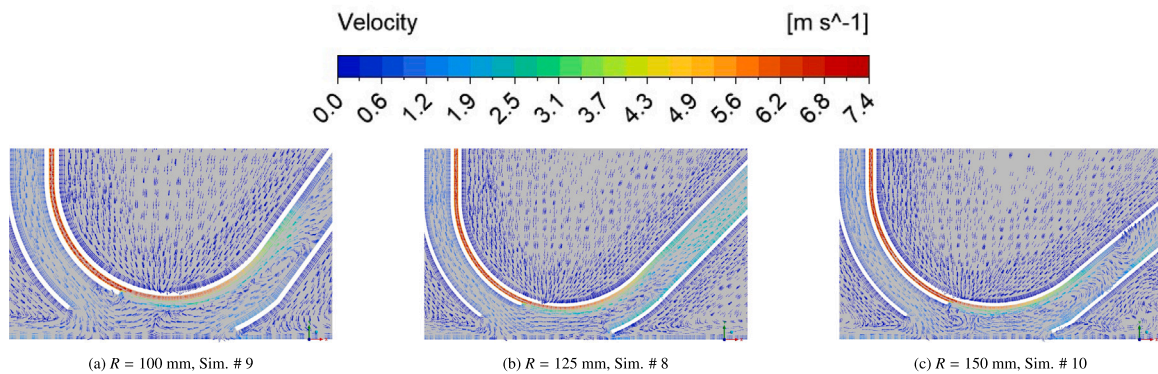 Velocity [m s^-1]
0.0 0.6 1.2 1.9 2.5 3.1 3.7 4.3 4.9 5.6 6.2 6.8 7.4
(a) R = 100 mm, Sim. # 9
(b) R = 125 mm, Sim. # 8
(c) R = 150 mm, Sim. # 10